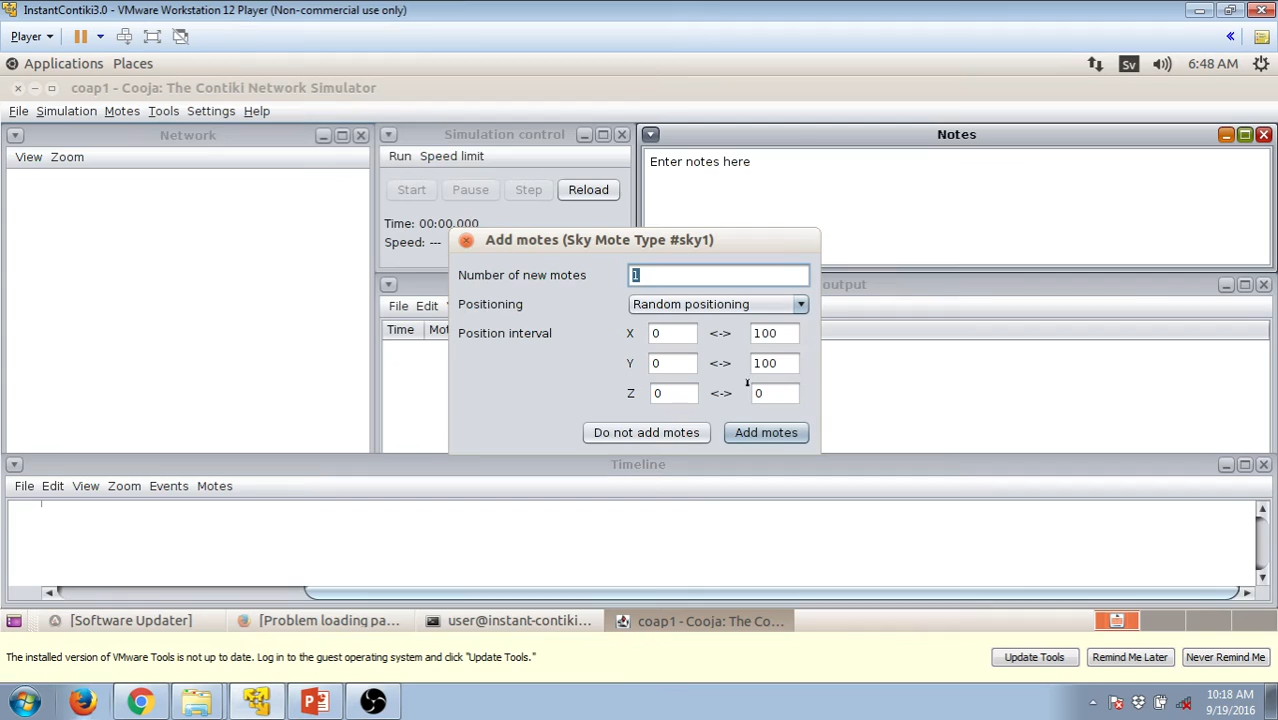 InstantContiki3.0 - VMware Workstation 12 Player (Non-commercial use only)
Player
Applications Places
Sv 6:48 AM
coap1 - Cooja: The Contiki Network Simulator
File Simulation Motes Tools Settings Help
Network
View Zoom
Simulation control
Run Speed limit
Start Pause Step Reload
Time: 00:00.000
Speed: ---
Notes
Enter notes here
Add motes (Sky Mote Type #sky1)
Number of new motes 1
Positioning Random positioning
Position interval X 0 <-> 100
Y 0 <-> 100
Z 0 <-> 0
Do not add motes Add motes
output
File Edit
Time Mot
Timeline
File Edit View Zoom Events Motes
[Software Updater] [Problem loading pa... user@instant-contiki... coap1 - Cooja: The Co...
The installed version of VMware Tools is not up to date. Log in to the guest operating system and click "Update Tools."
Update Tools Remind Me Later Never Remind Me
10:18 AM
9/19/2016